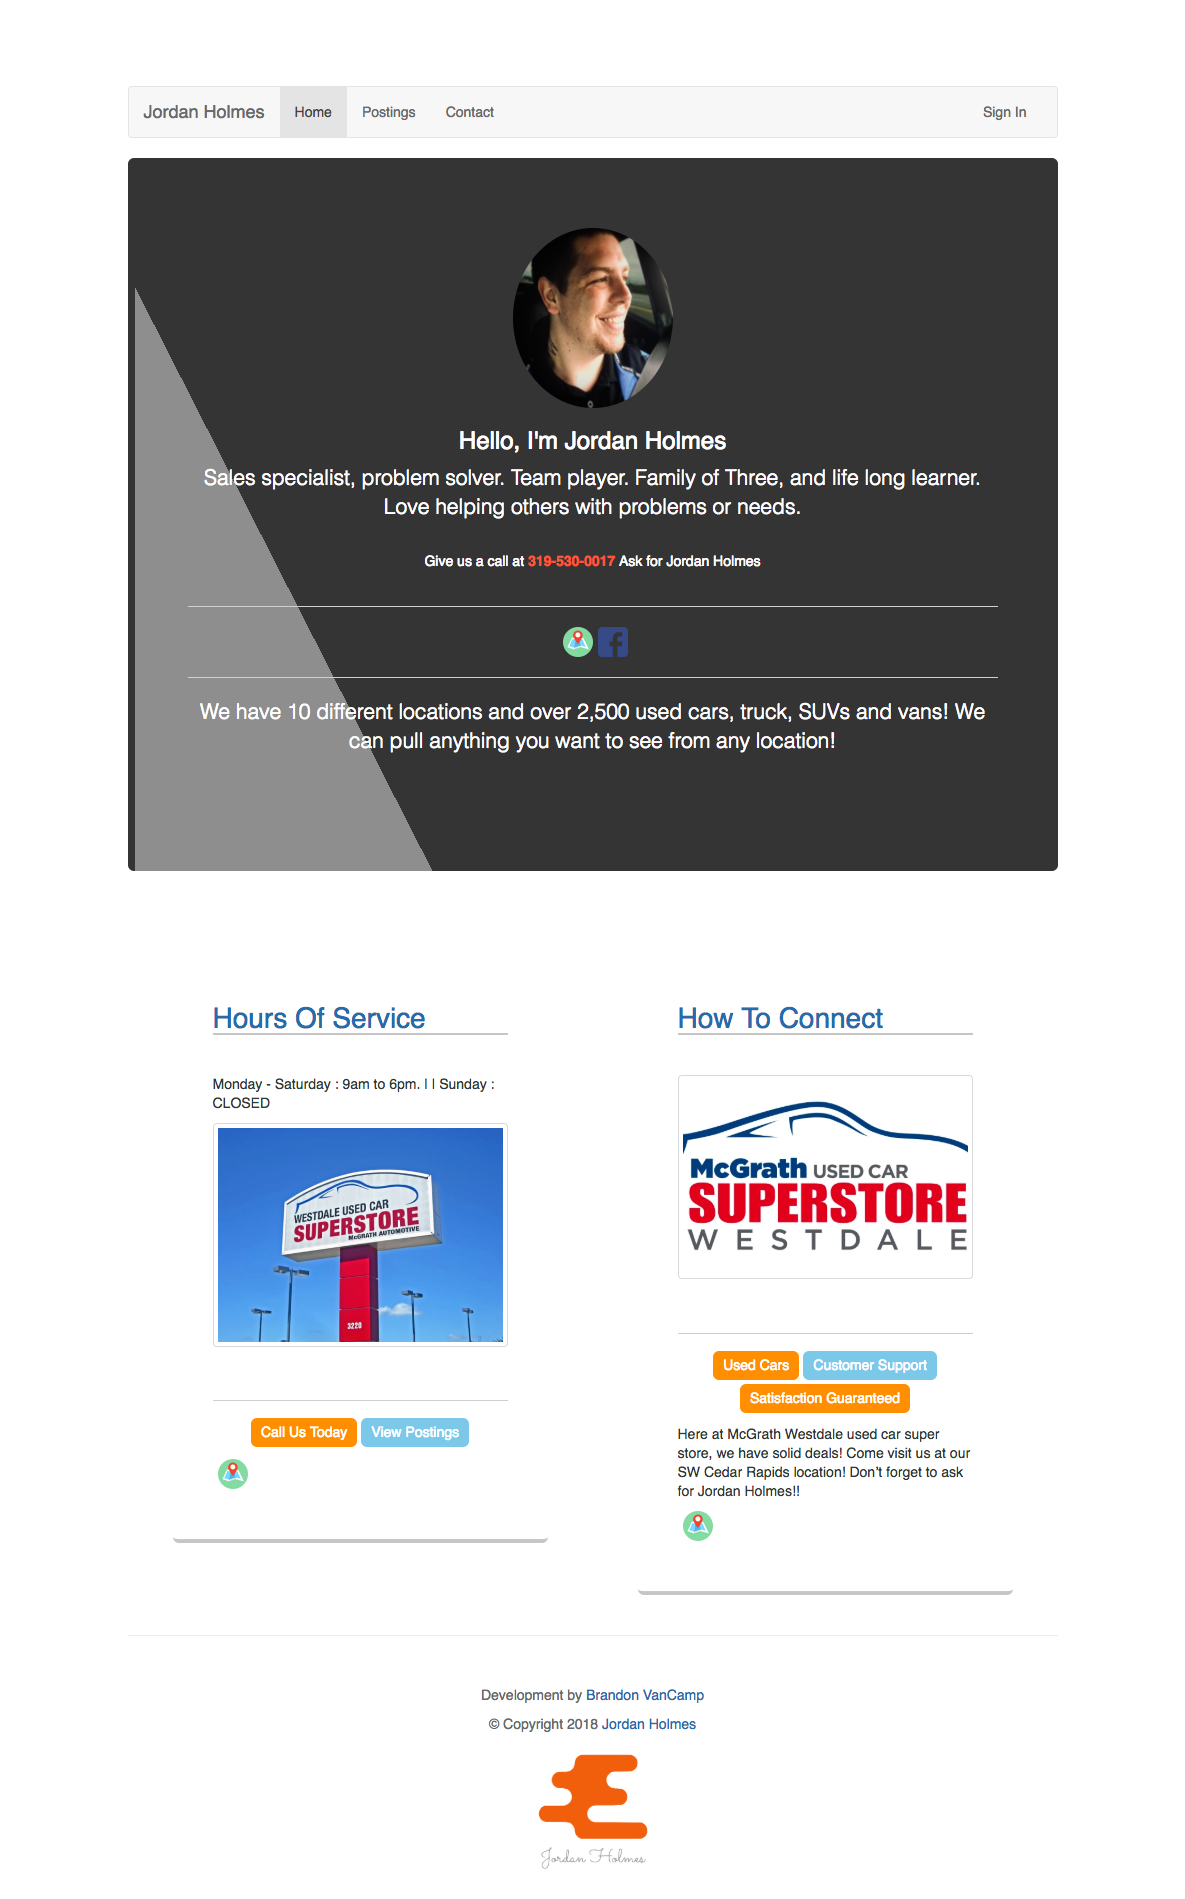 Jordan Holmes Home Postings Contact Sign In
Hello, I'm Jordan Holmes
Sales specialist, problem solver. Team player. Family of Three, and life long learner.
Love helping others with problems or needs.
Give us a call at 319-530-0017 Ask for Jordan Holmes
We have 10 different locations and over 2,500 used cars, truck, SUVs and vans! We
can pull anything you want to see from any location!
Hours Of Service
Monday - Saturday : 9am to 6pm. | | Sunday :
CLOSED
WESTDALE USED CAR
SUPERSTORE
McGRATH AUTOMOTIVE
3220
Call Us Today View Postings
How To Connect
McGrath USED CAR
SUPERSTORE
WESTDALE
Used Cars Customer Support
Satisfaction Guaranteed
Here at McGrath Westdale used car super
store, we have solid deals! Come visit us at our
SW Cedar Rapids location! Don't forget to ask
for Jordan Holmes!!
Development by Brandon VanCamp
© Copyright 2018 Jordan Holmes
Jordan Holmes